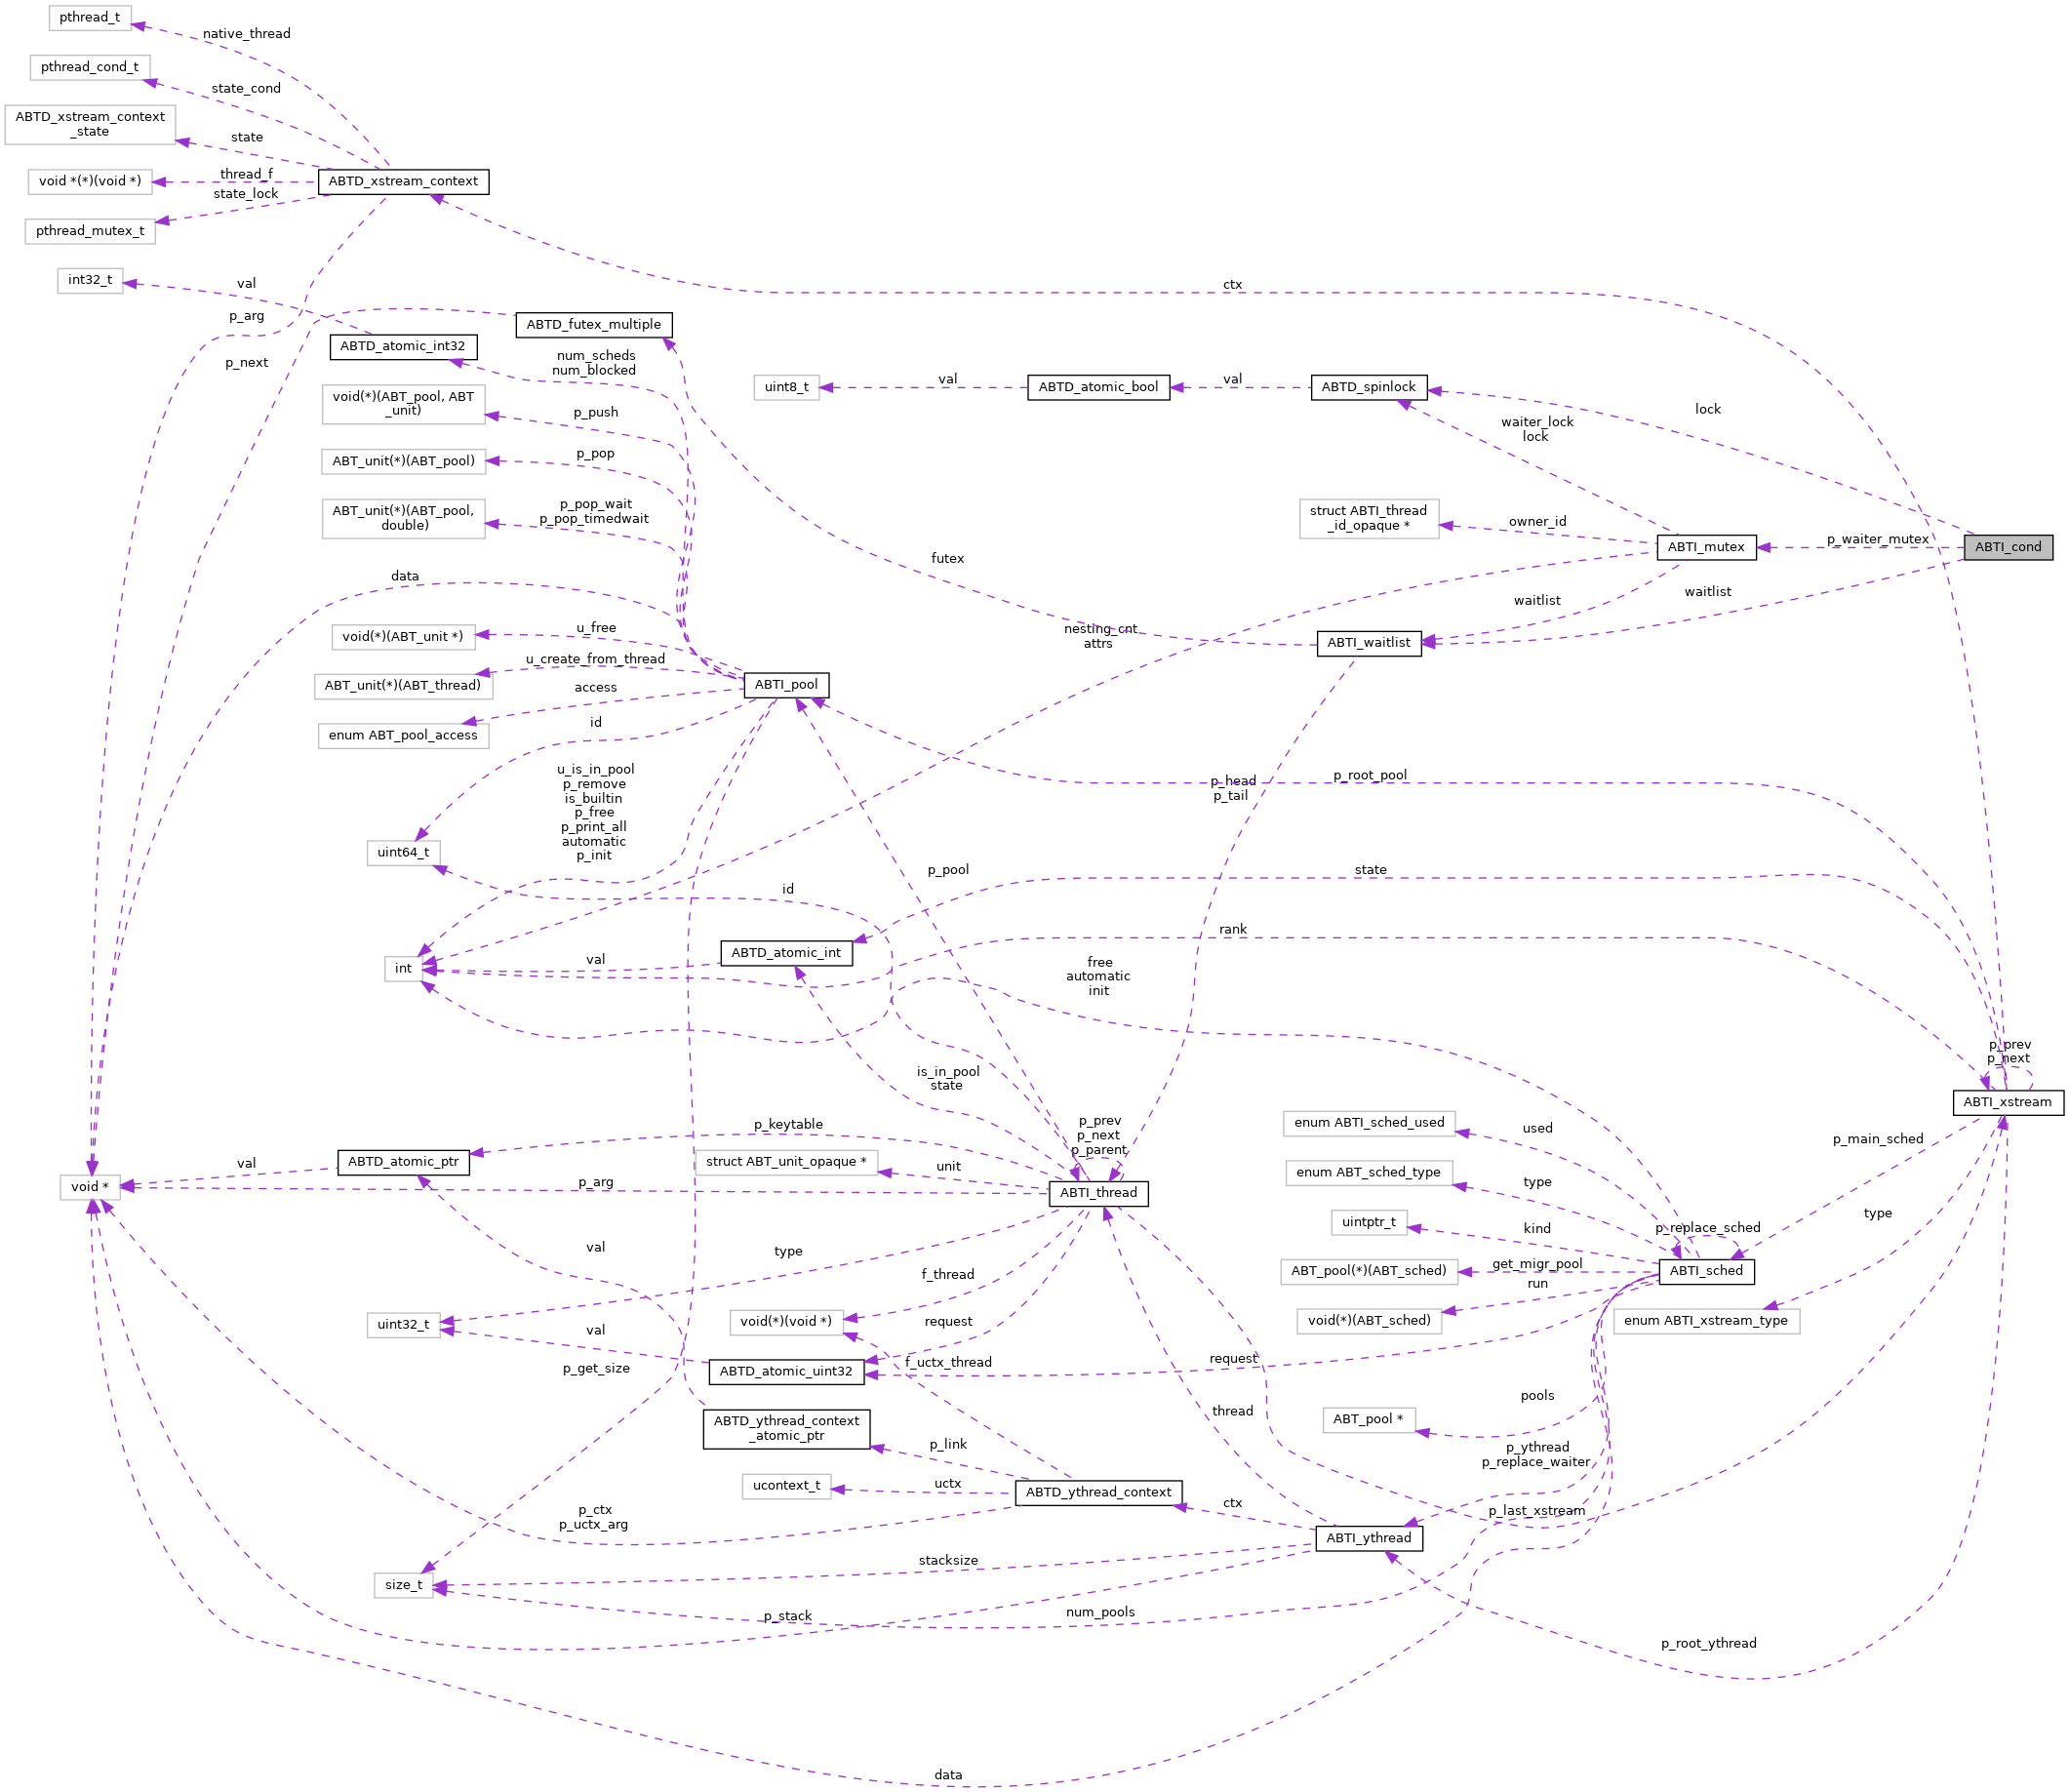 pthread_t
native_thread
pthread_cond_t
state_cond
ABTD_xstream_context
_state
state
void *(*)(void *)
thread_f
ABTD_xstream_context
state_lock
pthread_mutex_t
int32_t
val
ctx
p_arg
ABTD_futex_multiple
ABTD_atomic_int32
p_next
num_scheds
num_blocked
uint8_t
val
ABTD_atomic_bool
val
ABTD_spinlock
lock
void(*)(ABT_pool, ABT
_unit)
p_push
waiter_lock
lock
ABT_unit(*)(ABT_pool)
p_pop
ABT_unit(*)(ABT_pool,
double)
p_pop_wait
p_pop_timedwait
struct ABTI_thread
_id_opaque *
owner_id
ABTI_mutex
p_waiter_mutex
ABTI_cond
futex
data
waitlist
waitlist
void(*)(ABT_unit *)
u_free
nesting_cnt
attrs
ABTI_waitlist
u_create_from_thread
ABT_unit(*)(ABT_thread)
access
ABTI_pool
enum ABT_pool_access
id
u_is_in_pool
p_remove
is_builtin
p_free
p_print_all
automatic
p_init
p_head
p_tail
p_root_pool
uint64_t
id
p_pool
state
rank
int
val
ABTD_atomic_int
free
automatic
init
is_in_pool
state
p_prev
p_next
ABTI_xstream
p_keytable
p_prev
p_next
p_parent
enum ABTI_sched_used
used
p_main_sched
val
ABTD_atomic_ptr
struct ABT_unit_opaque *
unit
enum ABT_sched_type
type
void *
p_arg
ABTI_thread
uintptr_t
kind
p_replace_sched
type
val
type
f_thread
ABT_pool(*)(ABT_sched)
get_migr_pool
ABTI_sched
run
void(*)(ABT_sched)
enum ABTI_xstream_type
uint32_t
val
void(*)(void *)
request
p_get_size
ABTD_atomic_uint32
f_uctx_thread
request
ABTD_ythread_context
_atomic_ptr
p_link
thread
pools
ABT_pool *
p_ythread
p_replace_waiter
ucontext_t
uctx
ABTD_ythread_context
ctx
p_last_xstream
p_ctx
p_uctx_arg
ABTI_ythread
stacksize
size_t
p_stack
num_pools
p_root_ythread
data